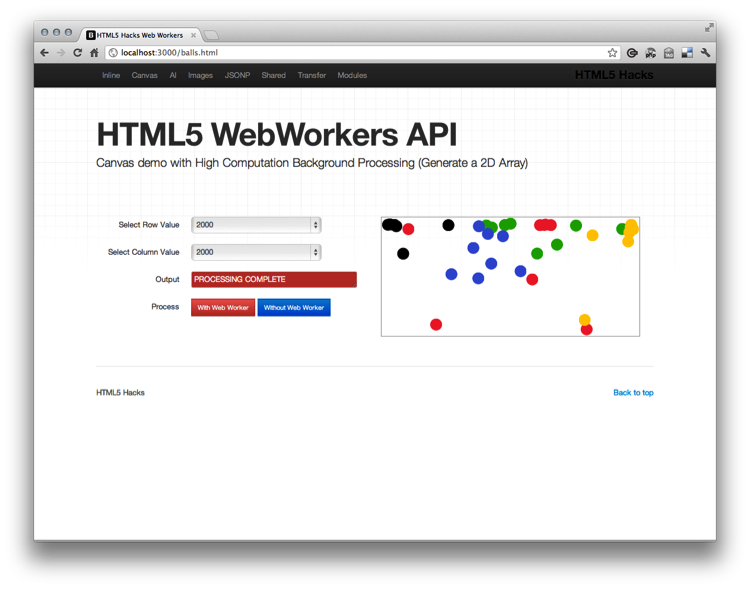 HTML5 Hacks Web Workers
localhost:3000/balls.html
Inline Canvas AI Images JSONP Shared Transfer Modules HTML5 Hacks
HTML5 WebWorkers API
Canvas demo with High Computation Background Processing (Generate a 2D Array)
Select Row Value 2000
Select Column Value 2000
Output PROCESSING COMPLETE
Process With Web Worker Without Web Worker
HTML5 Hacks Back to top